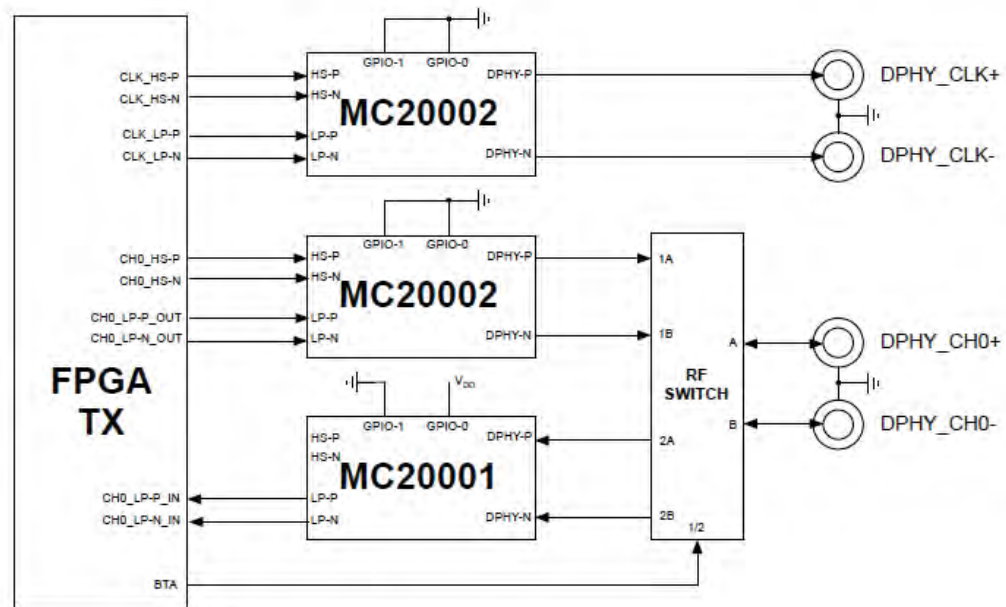 GPIO-1 GPIO-0
CLK_HS-P HS-P DPHY-P DPHY_CLK+
CLK_HS-N HS-N
MC20002
CLK_LP-P LP-P
CLK_LP-N LP-N DPHY-N DPHY_CLK-
GPIO-1 GPIO-0
CH0_HS-P HS-P DPHY-P 1A
CH0_HS-N HS-N
MC20002
CH0_LP-P_OUT LP-P
CH0_LP-N_OUT LP-N DPHY-N 1B
A DPHY_CH0+
FPGA
TX
RF
SWITCH
VDD
GPIO-1 GPIO-0
B DPHY_CH0-
HS-P DPHY-P 2A
HS-N
MC20001
CH0_LP-P_IN LP-P
CH0_LP-N_IN LP-N DPHY-N 2B
1/2
BTA